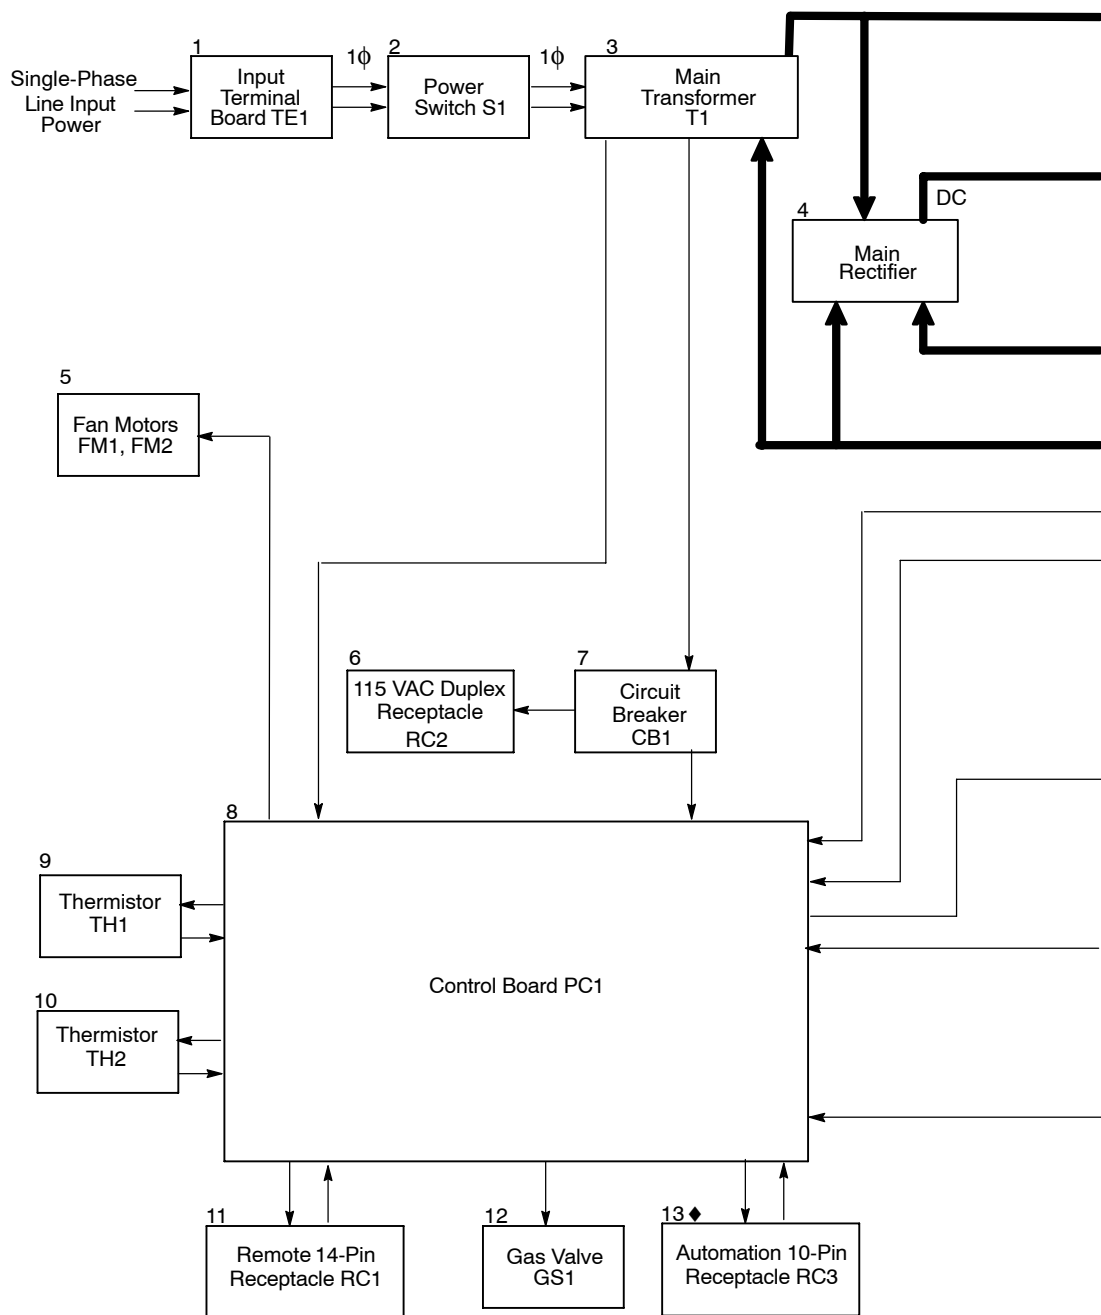 1
1ϕ
2
1ϕ
3
Single-Phase
Line Input
Power
Input
Terminal
Board TE1
Power
Switch S1
Main
Transformer
T1
DC
4
Main
Rectifier
5
Fan Motors
FM1, FM2
6
115 VAC Duplex
Receptacle
RC2
7
Circuit
Breaker
CB1
8
Control Board PC1
9
Thermistor
TH1
10
Thermistor
TH2
11
Remote 14-Pin
Receptacle RC1
12
Gas Valve
GS1
13 ♦
Automation 10-Pin
Receptacle RC3